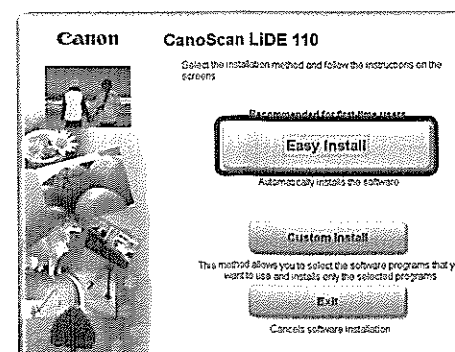 Canon
CanoScan LiDE 110
Select the installation method and follow the instructions on the
screens
Recommended for first-time users
Easy Install
Automatically installs the software
Custom Install
This method allows you to select the software programs that y
want to use and installs only the selected programs
Exit
Cancels software installation